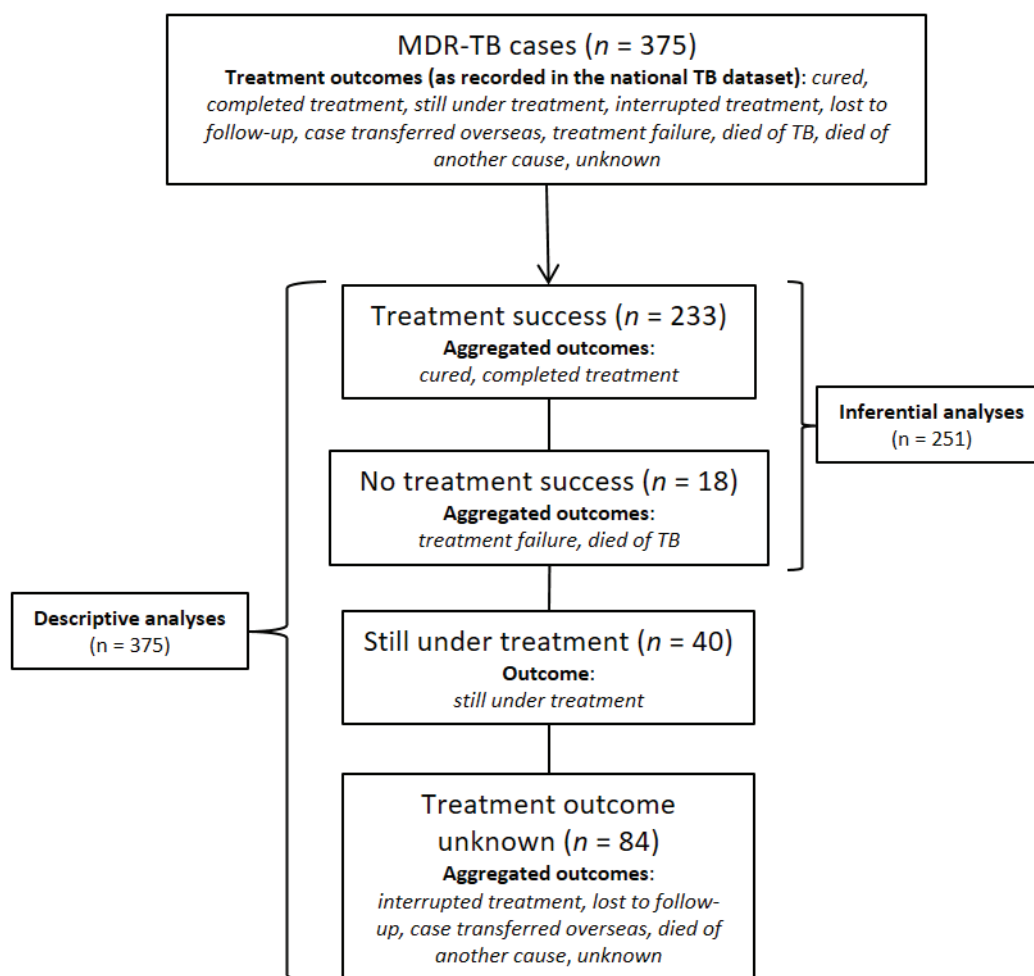 MDR-TB cases (n = 375)
Treatment outcomes (as recorded in the national TB dataset): cured,
completed treatment, still under treatment, interrupted treatment, lost to
follow-up, case transferred overseas, treatment failure, died of TB, died of
another cause, unknown
Treatment success (n = 233)
Aggregated outcomes:
cured, completed treatment
Inferential analyses
(n = 251)
No treatment success (n = 18)
Aggregated outcomes:
treatment failure, died of TB
Descriptive analyses
(n = 375)
Still under treatment (n = 40)
Outcome:
still under treatment
Treatment outcome
unknown (n = 84)
Aggregated outcomes:
interrupted treatment, lost to follow-
up, case transferred overseas, died of
another cause, unknown